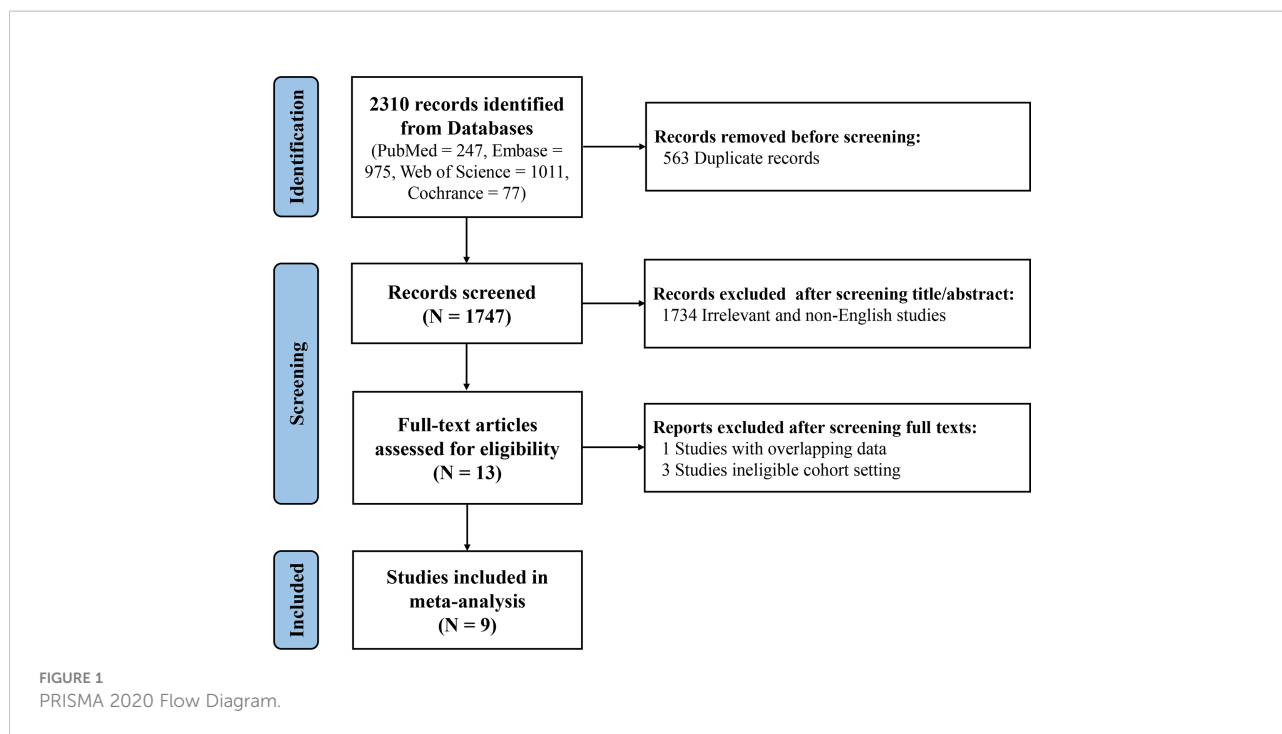 Identification
2310 records identified
from Databases
(PubMed = 247, Embase =
975, Web of Science = 1011,
Cochrance = 77)
Records removed before screening:
563 Duplicate records
Screening
Records screened
(N = 1747)
Records excluded after screening title/abstract:
1734 Irrelevant and non-English studies
Full-text articles
assessed for eligibility
(N = 13)
Reports excluded after screening full texts:
1 Studies with overlapping data
3 Studies ineligible cohort setting
Included
Studies included in
meta-analysis
(N = 9)
FIGURE 1
PRISMA 2020 Flow Diagram.